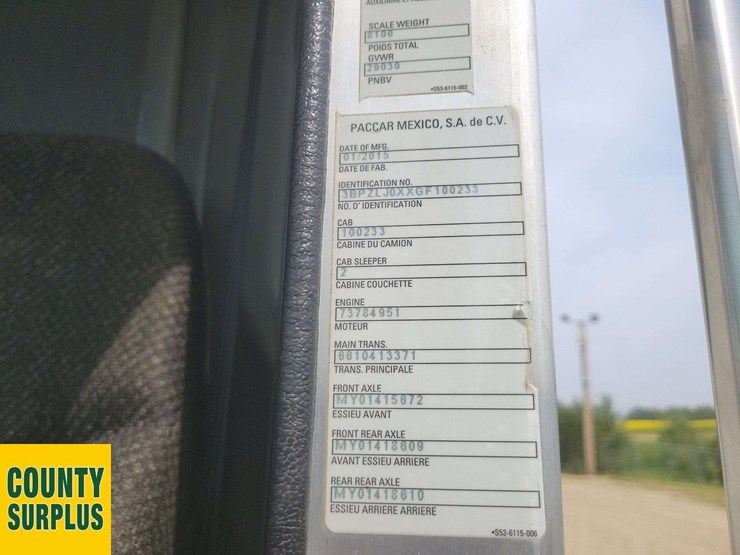 SCALE WEIGHT
8100
POIDS TOTAL
GVWR
29030
PNBV
•S53-6115-002
PACCAR MEXICO, S.A. de C.V.
DATE OF MFG.
01/2015
DATE DE FAB.
IDENTIFICATION NO.
3BPZLJ0XXGF100233
NO. D' IDENTIFICATION
CAB
100233
CABINE DU CAMION
CAB SLEEPER
2
CABINE COUCHETTE
ENGINE
73784951
MOTEUR
MAIN TRANS.
6610413371
TRANS. PRINCIPALE
FRONT AXLE
MY01415672
ESSIEU AVANT
FRONT REAR AXLE
MY01418609
AVANT ESSIEU ARRIERE
REAR REAR AXLE
MY01418610
ESSIEU ARRIERE ARRIERE
•S53-6115-006
COUNTY
SURPLUS